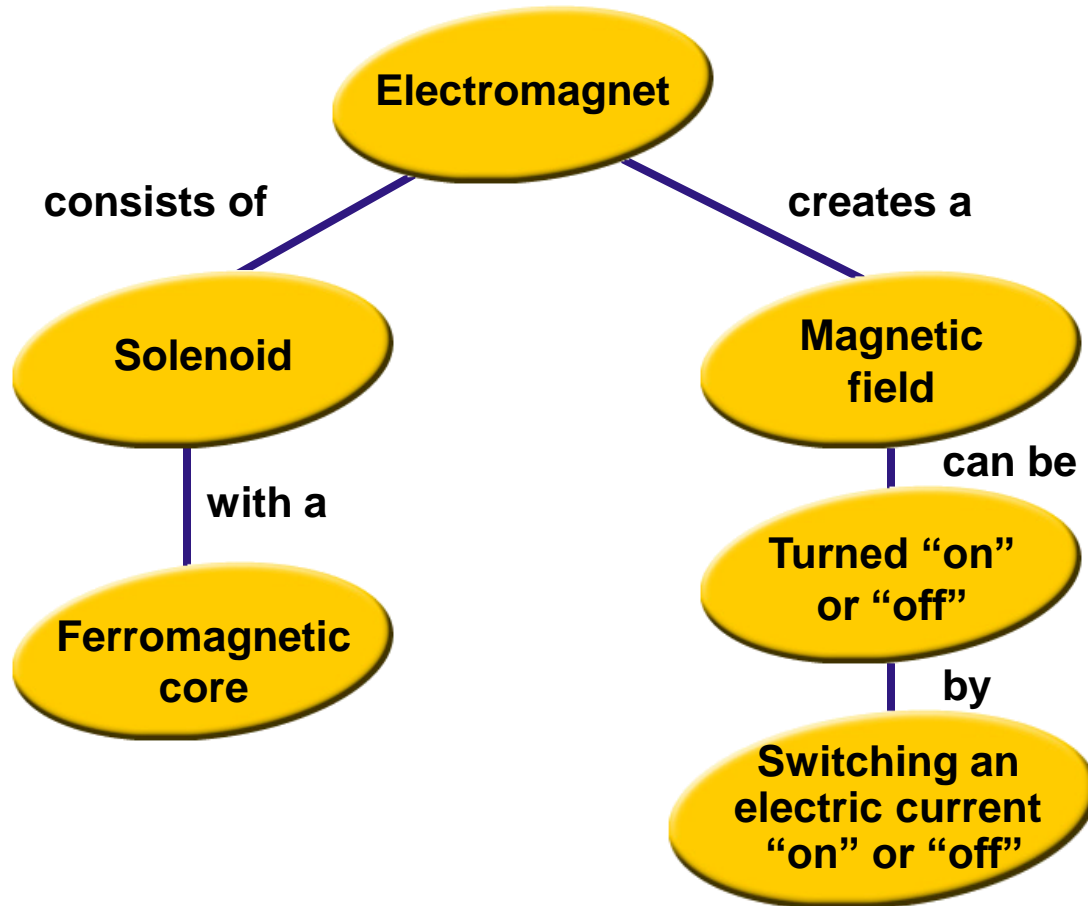 Electromagnet
consists of
creates a
Solenoid
Magnetic
field
with a
can be
Ferromagnetic
core
Turned “on”
or “off”
by
Switching an
electric current
“on” or “off”